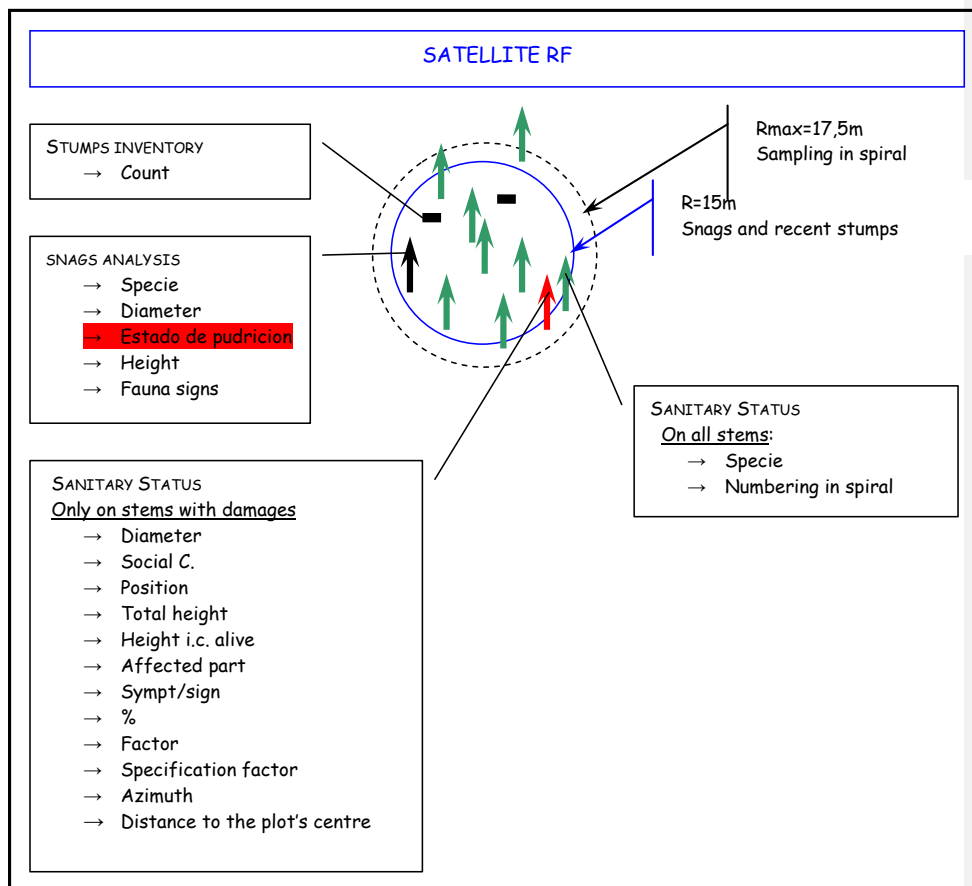 SATELLITE RF
STUMPS INVENTORY
→ Count
Rmax=17,5m
Sampling in spiral
R=15m
Snags and recent stumps
SNAGS ANALYSIS
→ Specie
→ Diameter
→ Estado de pudricion
→ Height
→ Fauna signs
SANITARY STATUS
On all stems:
→ Specie
→ Numbering in spiral
SANITARY STATUS
Only on stems with damages
→ Diameter
→ Social C.
→ Position
→ Total height
→ Height i.c. alive
→ Affected part
→ Sympt/sign
→ %
→ Factor
→ Specification factor
→ Azimuth
→ Distance to the plot's centre